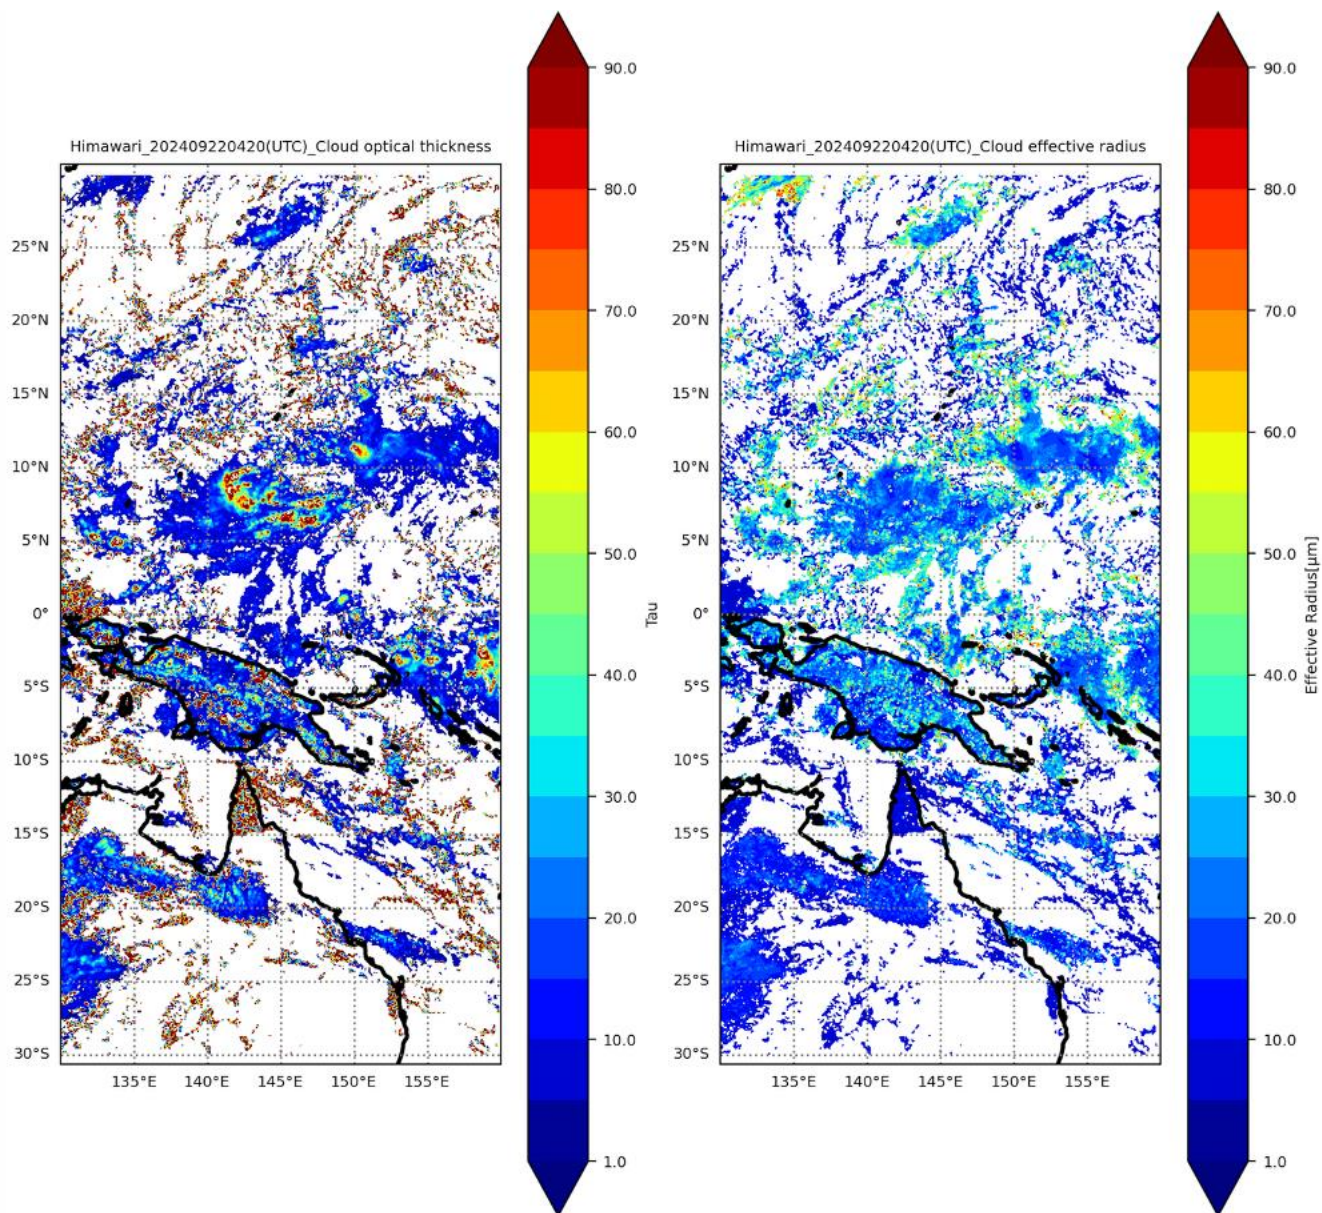 Himawari_202409220420(UTC)_Cloud optical thickness
25°N
20°N
15°N
10°N
5°N
0°
5°S
10°S
15°S
20°S
25°S
30°S
135°E 140°E 145°E 150°E 155°E
90.0
80.0
70.0
60.0
50.0
40.0
30.0
20.0
10.0
1.0
Tau
Himawari_202409220420(UTC)_Cloud effective radius
25°N
20°N
15°N
10°N
5°N
0°
5°S
10°S
15°S
20°S
25°S
30°S
135°E 140°E 145°E 150°E 155°E
90.0
80.0
70.0
60.0
50.0
40.0
30.0
20.0
10.0
1.0
Effective Radius[μm]